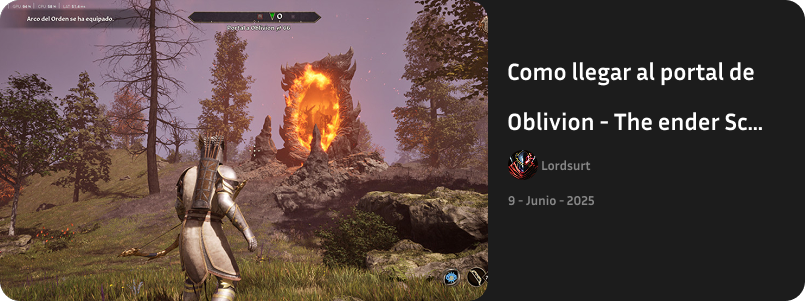 Arco del Orden se ha equipado.
O
Portal a Oblivion
Como llegar al portal de
Oblivion - The ender Sc...
Lordsurt
9 - Junio - 2025